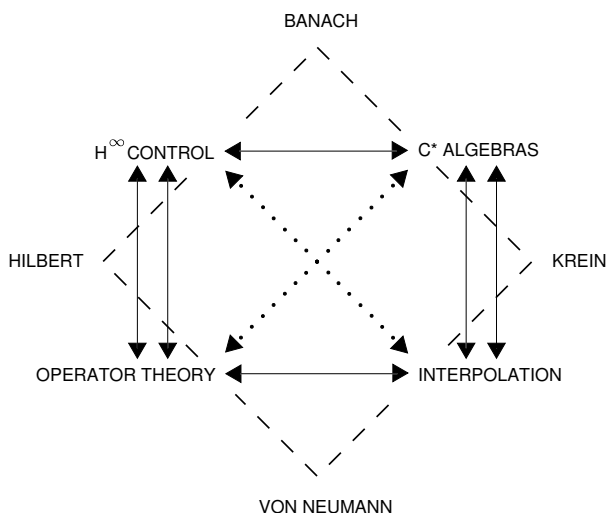 BANACH
H∞ CONTROL
C* ALGEBRAS
HILBERT
KREIN
OPERATOR THEORY
INTERPOLATION
VON NEUMANN